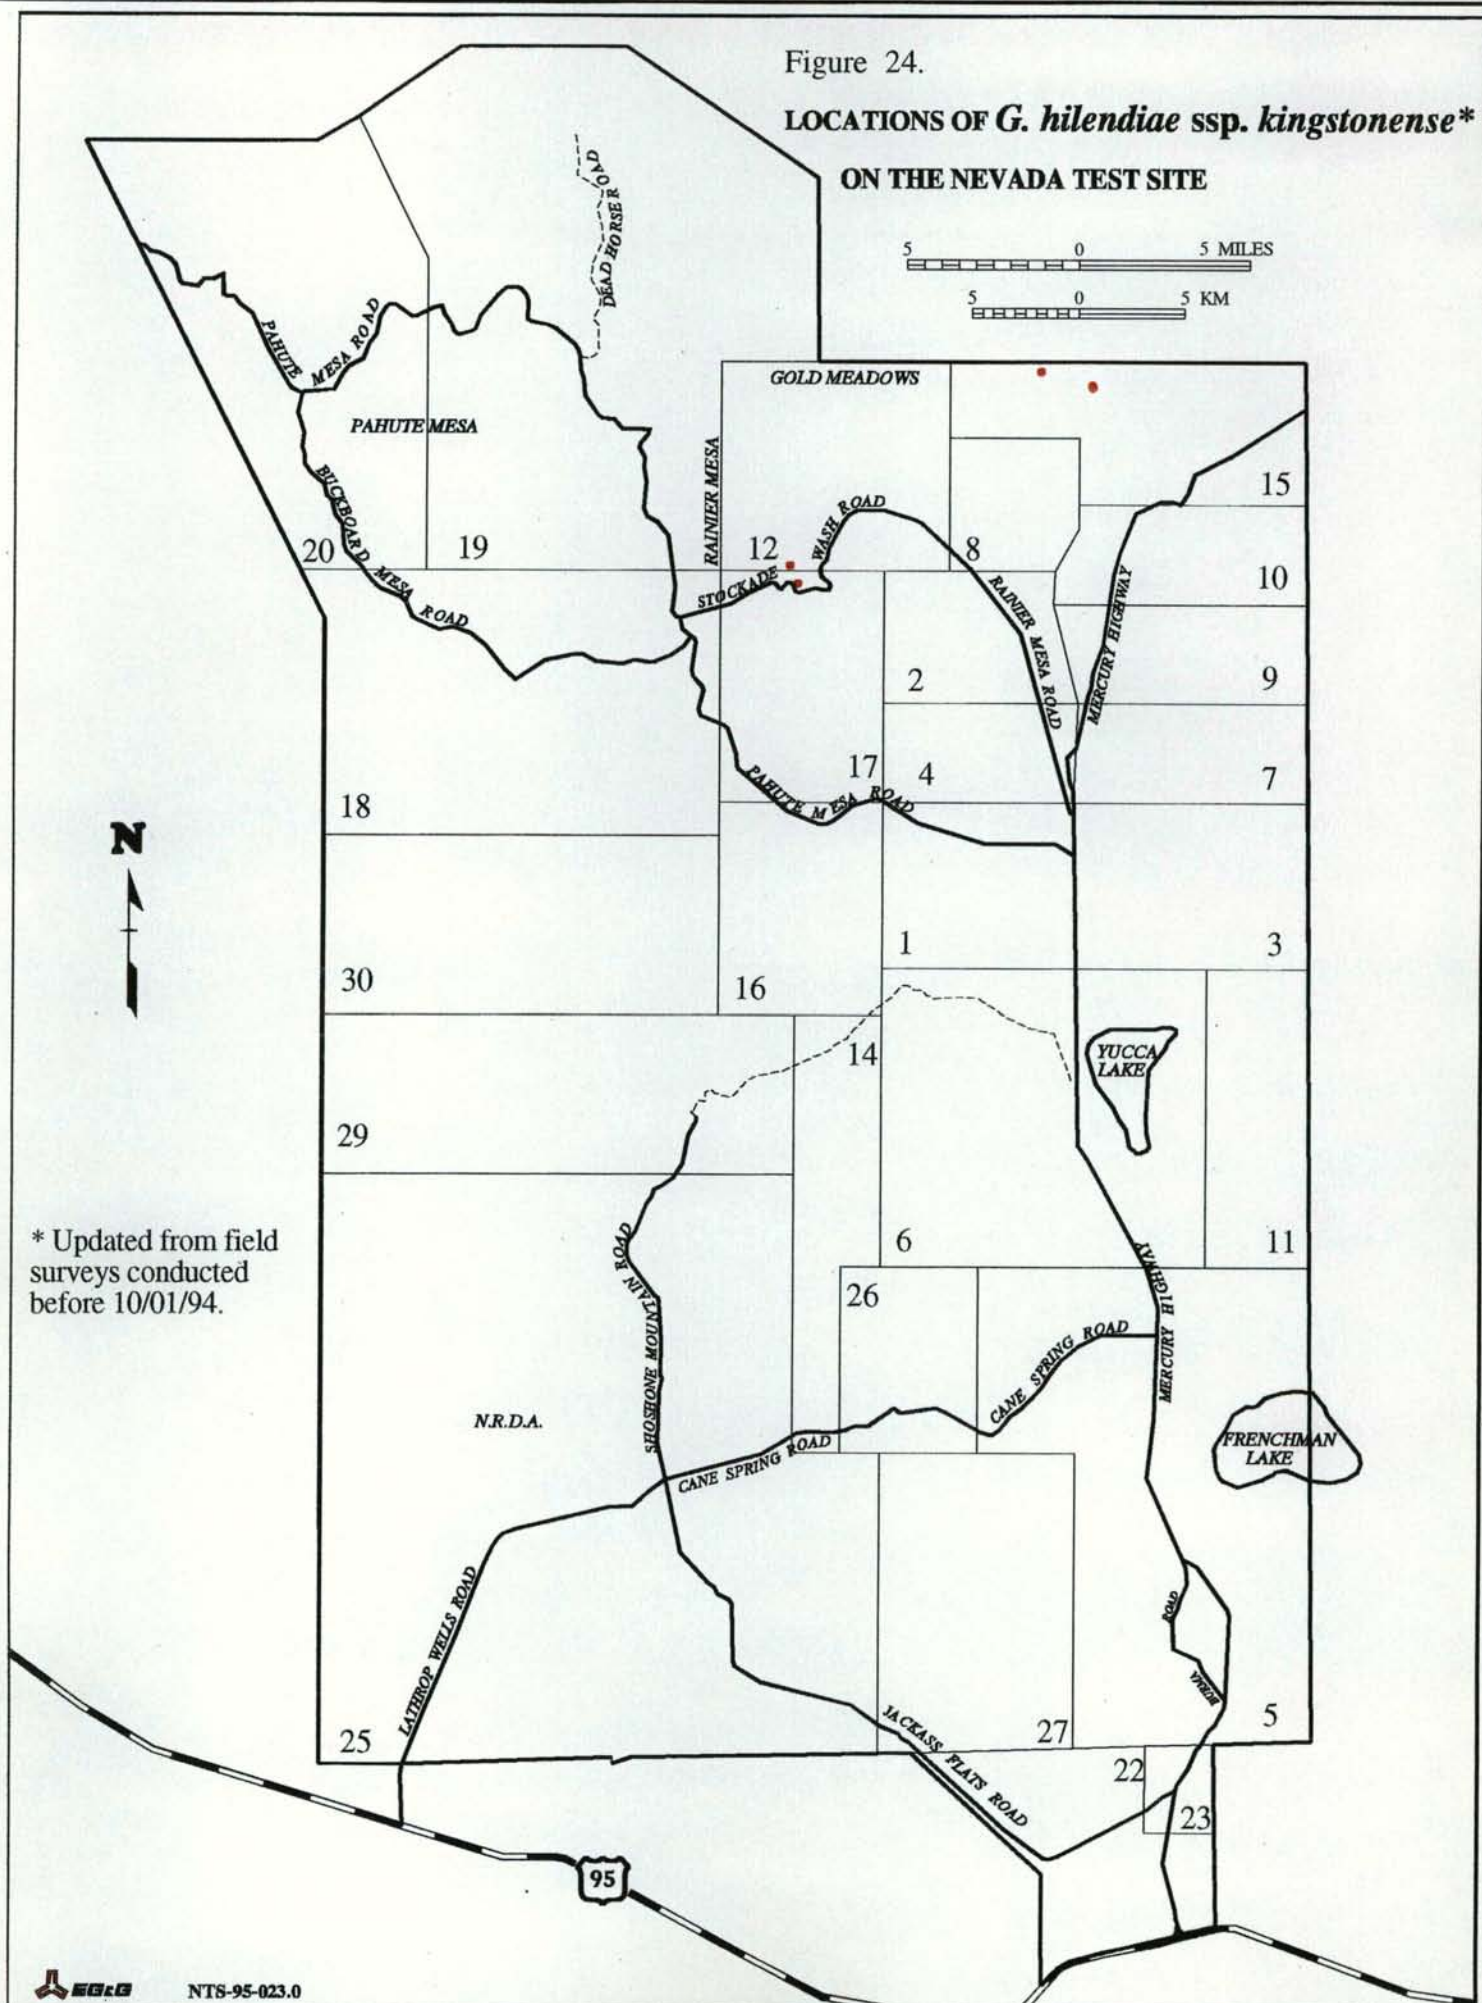 Figure 24.
LOCATIONS OF G. hilendiae ssp. kingstonense*
ON THE NEVADA TEST SITE
5 0 5 MILES
5 0 5 KM
DEAD HORSE ROAD
PAHUTE MESA ROAD
PAHUTE MESA
GOLD MEADOWS
RAINIER MESA
BUCKBOARD MESA ROAD
STOCKADE WASH ROAD
RAINIER MESA ROAD
MERCURY HIGHWAY
15
20
19
12
8
10
2
9
17
4
7
PAHUTE MESA ROAD
18
N
1
3
30
16
14
YUCCA
LAKE
29
* Updated from field
surveys conducted
before 10/01/94.
6
11
26
SHOSHONE MOUNTAIN ROAD
MERCURY HIGHWAY
CANE SPRING ROAD
N.R.D.A.
CANE SPRING ROAD
FRENCHMAN
LAKE
LATHROP WELLS ROAD
BURMA ROAD
25
JACKASS FLATS ROAD
27
5
22
23
95
EG&G
NTS-95-023.0